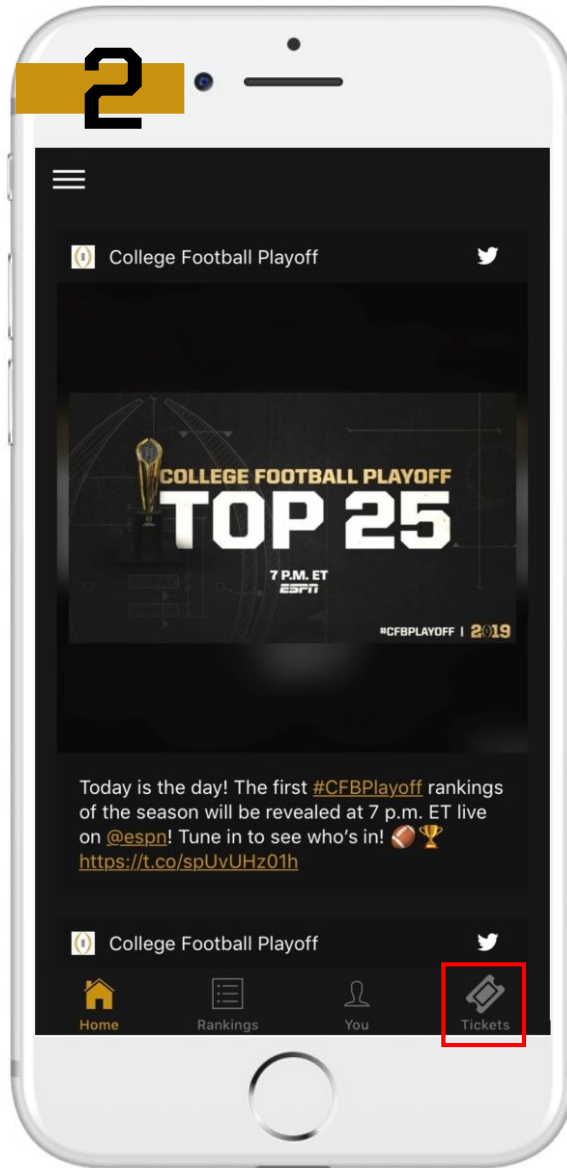 2
College Football Playoff
COLLEGE FOOTBALL PLAYOFF
TOP 25
7 P.M. ET
ESPN
#CFBPLAYOFF | 2019
Today is the day! The first #CFBPlayoff rankings
of the season will be revealed at 7 p.m. ET live
on @espn! Tune in to see who's in! 🏈🏆
https://t.co/spUvUHz01h
College Football Playoff
Home Rankings You Tickets